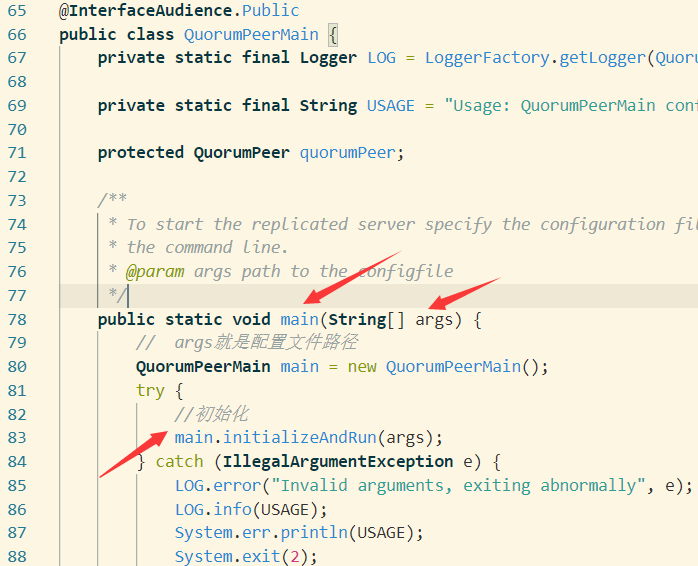 65 @InterfaceAudience.Public
66 public class QuorumPeerMain {
67 private static final Logger LOG = LoggerFactory.getLogger(Quoru
68
69 private static final String USAGE = "Usage: QuorumPeerMain conf
70
71 protected QuorumPeer quorumPeer;
72
73 /**
74 * To start the replicated server specify the configuration fil
75 * the command line.
76 * @param args path to the configfile
77 */
78 public static void main(String[] args) {
79 // args就是配置文件路径
80 QuorumPeerMain main = new QuorumPeerMain();
81 try {
82 //初始化
83 main.initializeAndRun(args);
84 } catch (IllegalArgumentException e) {
85 LOG.error("Invalid arguments, exiting abnormally", e);
86 LOG.info(USAGE);
87 System.err.println(USAGE);
88 System.exit(2);